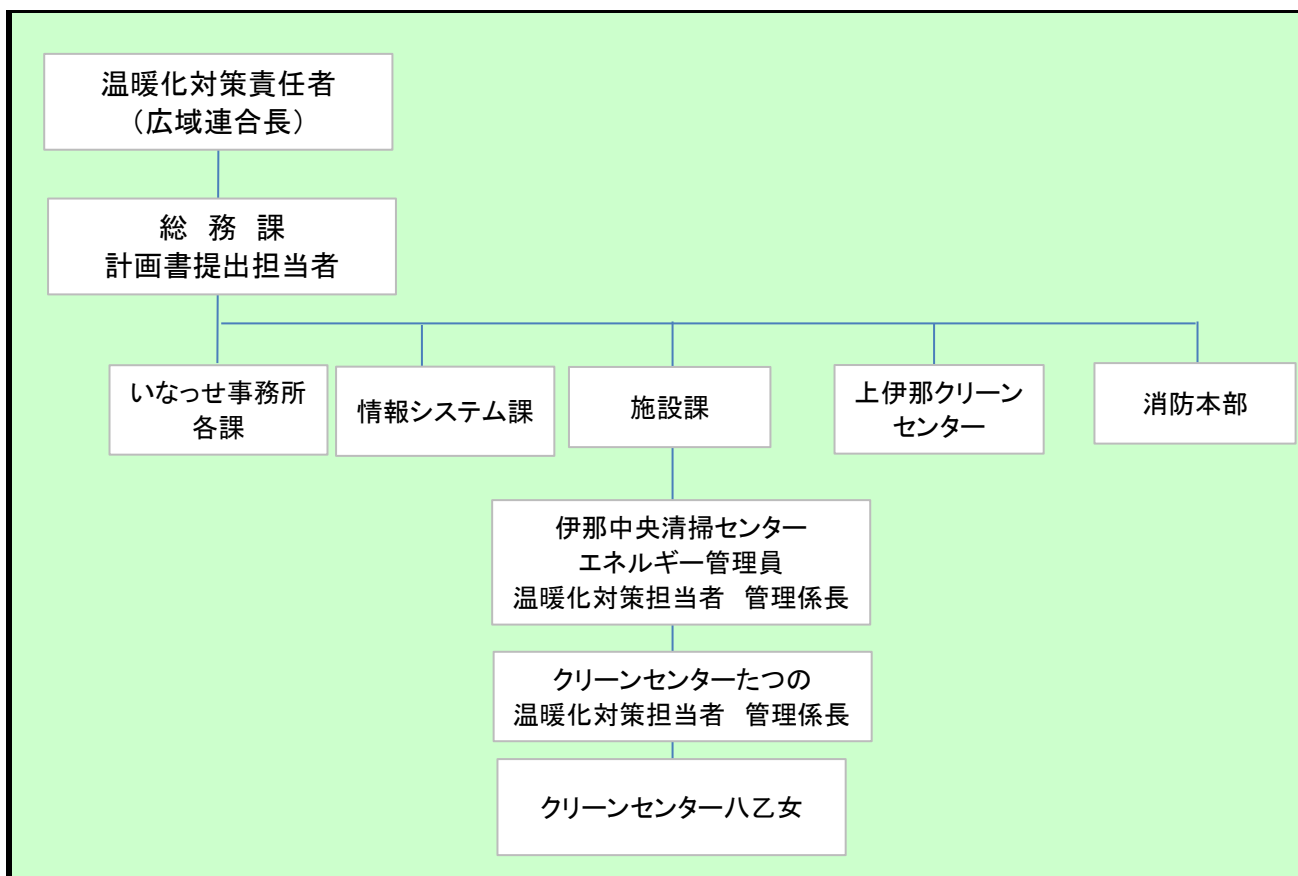 温暖化対策責任者
（広域連合長）
総　務　課
計画書提出担当者
いなっせ事務所
各課
情報システム課
施設課
上伊那クリーン
センター
消防本部
伊那中央清掃センター
エネルギー管理員
温暖化対策担当者　管理係長
クリーンセンターたつの
温暖化対策担当者　管理係長
クリーンセンター八乙女